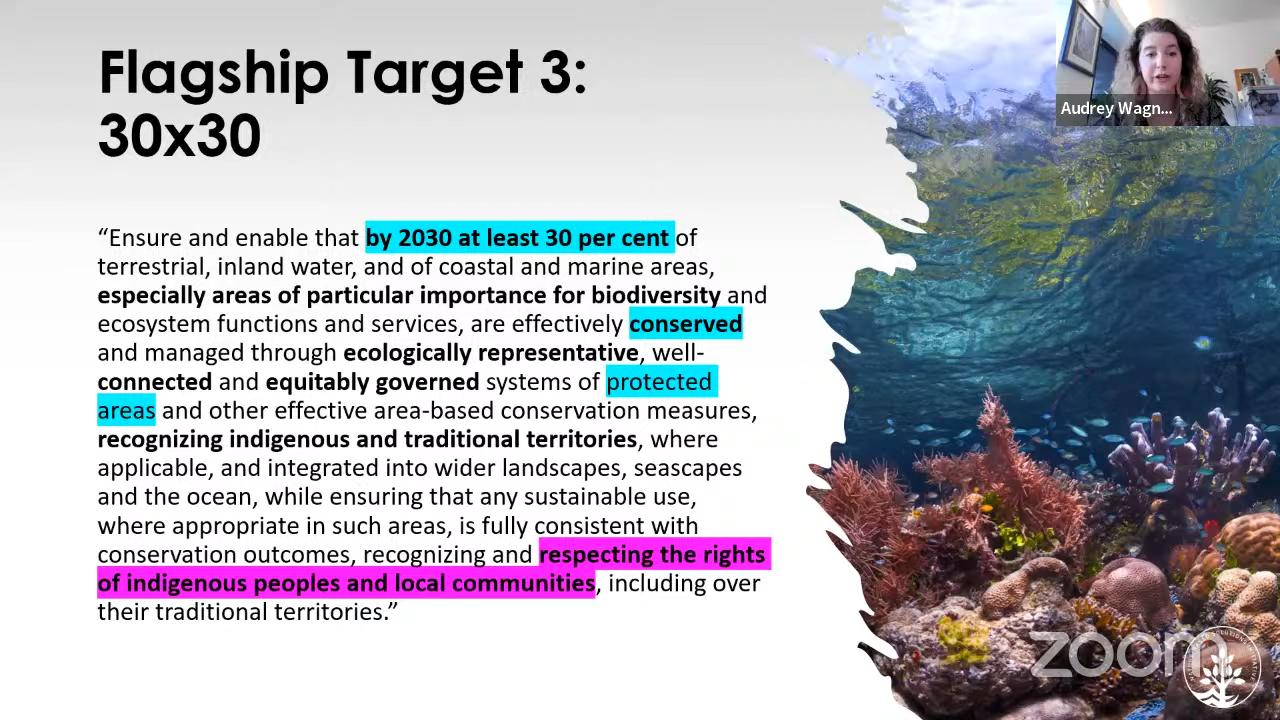 Flagship Target 3:
30x30
“Ensure and enable that by 2030 at least 30 per cent of
terrestrial, inland water, and of coastal and marine areas,
especially areas of particular importance for biodiversity and
ecosystem functions and services, are effectively conserved
and managed through ecologically representative, well-
connected and equitably governed systems of protected
areas and other effective area-based conservation measures,
recognizing indigenous and traditional territories, where
applicable, and integrated into wider landscapes, seascapes
and the ocean, while ensuring that any sustainable use,
where appropriate in such areas, is fully consistent with
conservation outcomes, recognizing and respecting the rights
of indigenous peoples and local communities, including over
their traditional territories.”
Audrey Wagn...
zoom